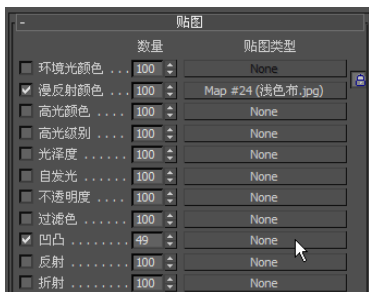 - 贴图
数量 贴图类型
环境光颜色 . . . 100 None
漫反射颜色 . . . 100 Map #24 (浅色布.jpg)
高光颜色 . . . . 100 None
高光级别 . . . . 100 None
光泽度 . . . . . . 100 None
自发光 . . . . . . 100 None
不透明度 . . . . 100 None
过滤色 . . . . . . 100 None
凹凸 . . . . . . . . 49 None
反射 . . . . . . . . 100 None
折射 . . . . . . . . 100 None